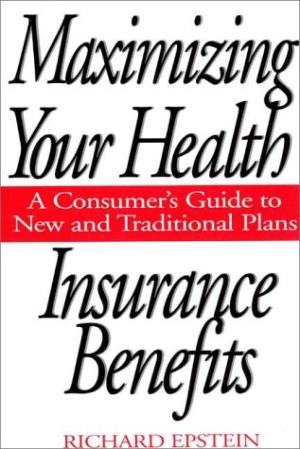 Maximizing
Your Health
A Consumer's Guide to
New and Traditional Plans
Insurance
Benefits
RICHARD EPSTEIN